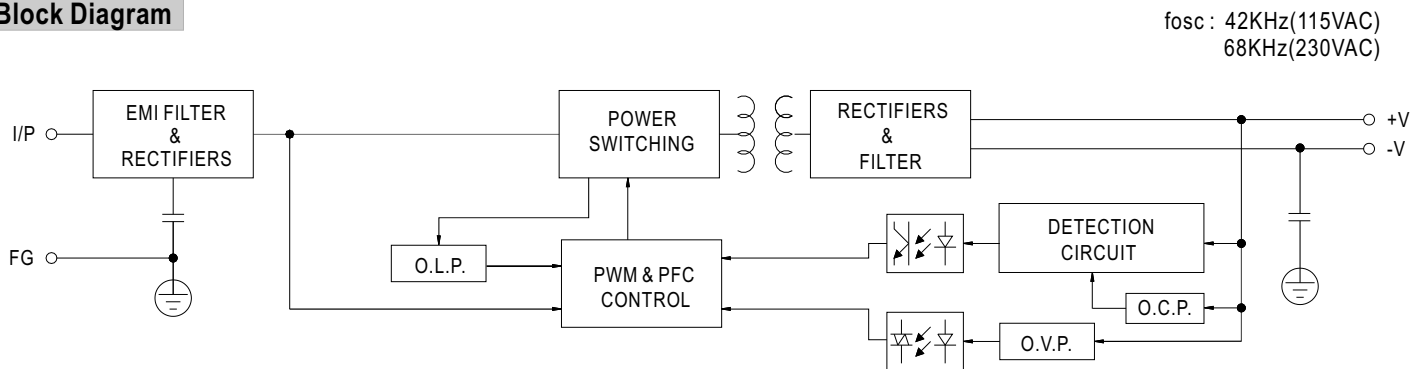 Block Diagram
fosc : 42KHz(115VAC)
68KHz(230VAC)
I/P
EMI FILTER
&
RECTIFIERS
POWER
SWITCHING
RECTIFIERS
&
FILTER
+V
-V
FG
O.L.P.
PWM & PFC
CONTROL
DETECTION
CIRCUIT
O.C.P.
O.V.P.